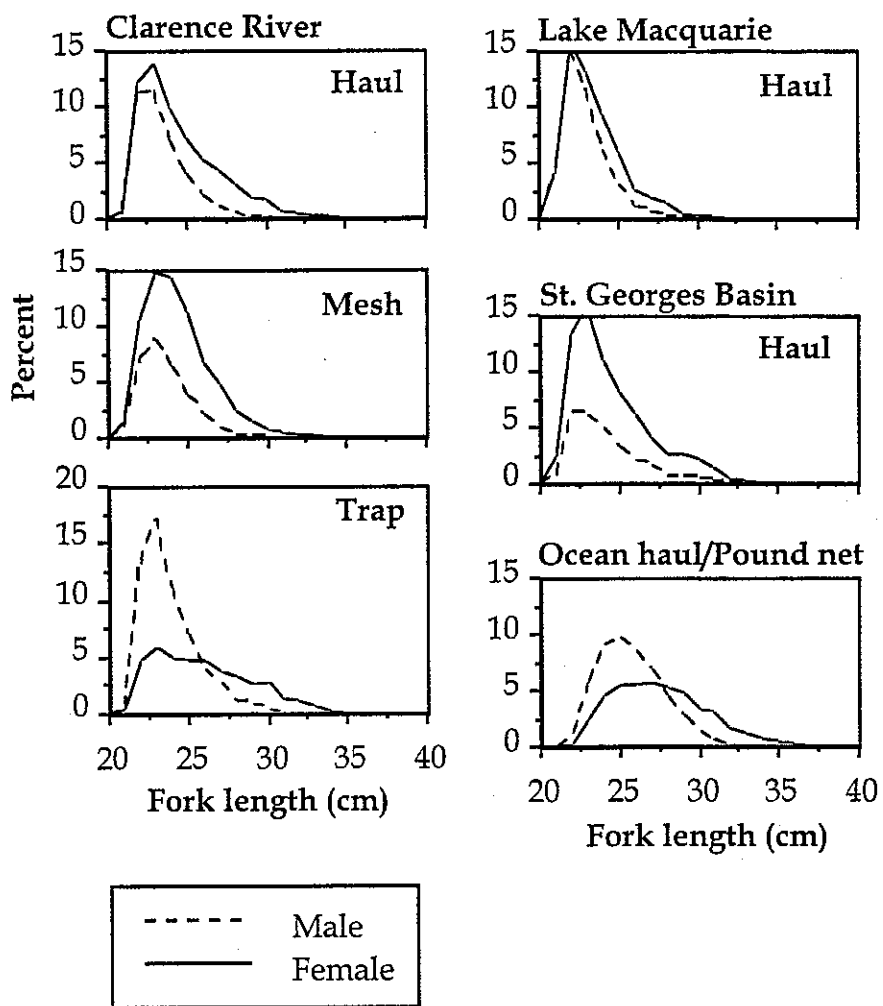 Clarence River
15
10
5
0
Haul
15
10
5
0
Mesh
Percent
20
15
10
5
0
Trap
20 25 30 35 40
Fork length (cm)
Lake Macquarie
15
10
5
0
Haul
St. Georges Basin
15
10
5
0
Haul
Ocean haul/Pound net
15
10
5
0
20 25 30 35 40
Fork length (cm)
Male
Female